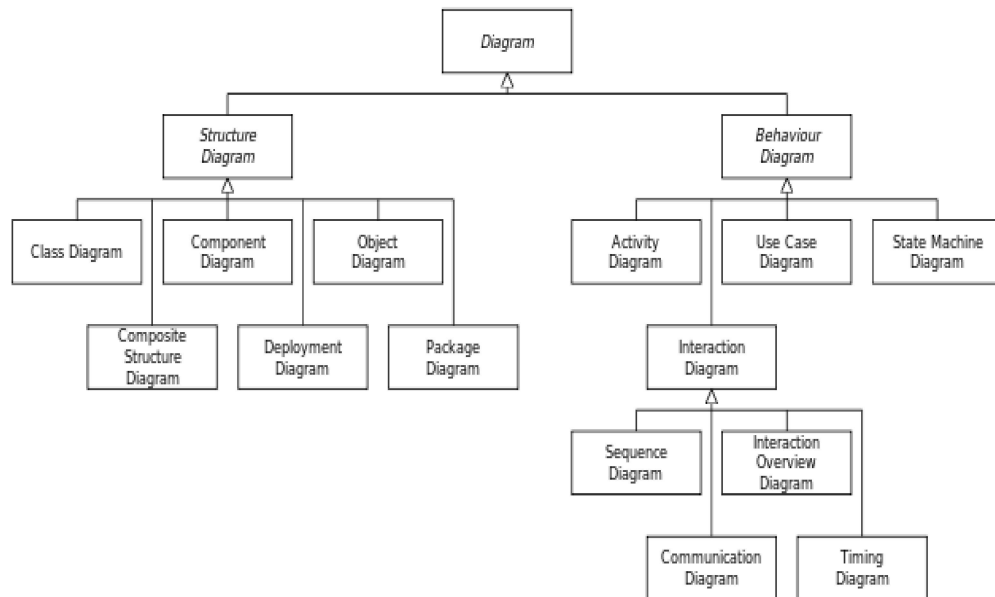 Diagram
Structure
Diagram
Behaviour
Diagram
Class Diagram
Component
Diagram
Object
Diagram
Activity
Diagram
Use Case
Diagram
State Machine
Diagram
Composite
Structure
Diagram
Deployment
Diagram
Package
Diagram
Interaction
Diagram
Sequence
Diagram
Interaction
Overview
Diagram
Communication
Diagram
Timing
Diagram